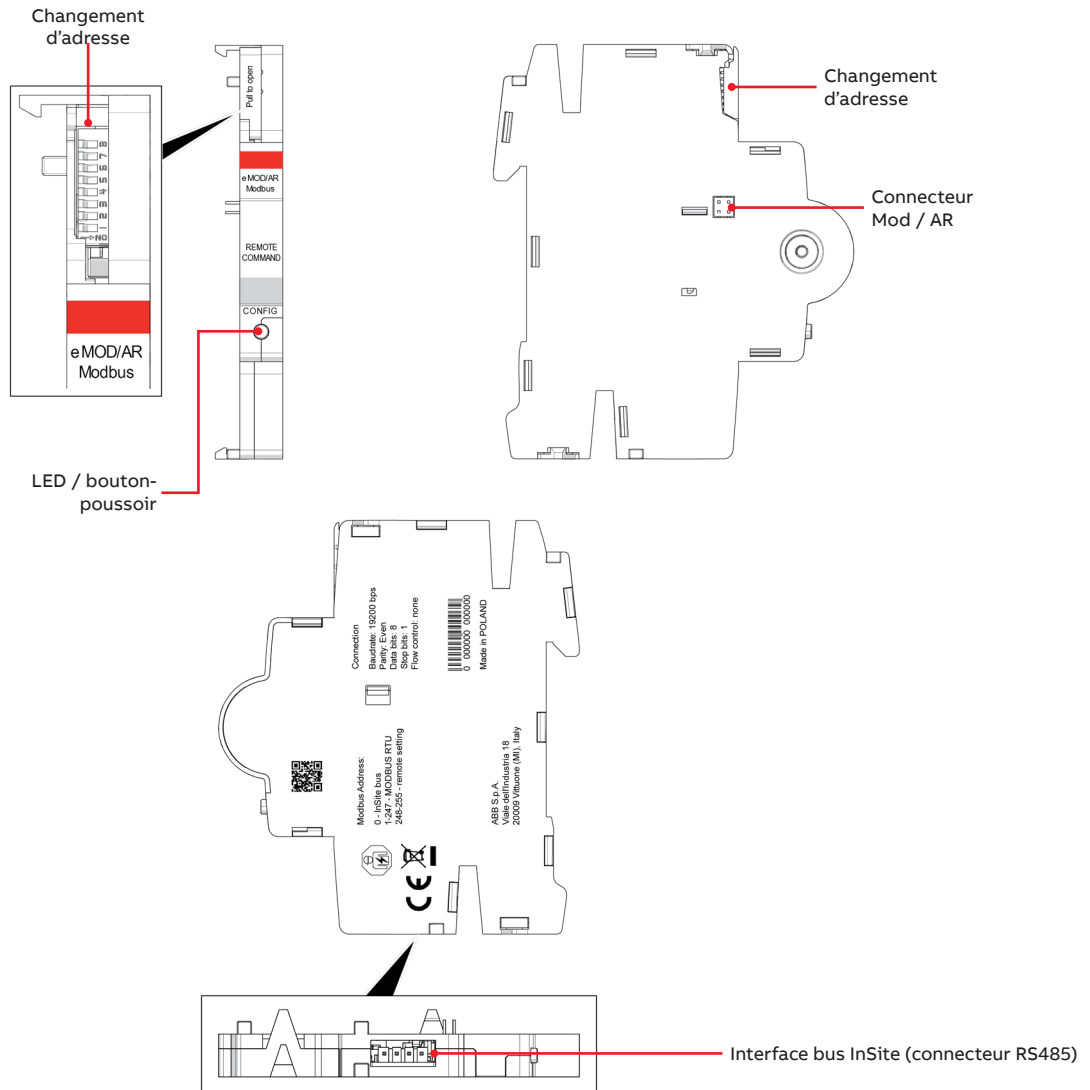 Changement
d'adresse
Pull to open
8
7
6
5
4
3
2
1
ON
e MOD/AR
Modbus
REMOTE
COMMAND
CONFIG
e MOD/AR
Modbus
LED / bouton-
poussoir
Changement
d'adresse
Connecteur
Mod / AR
Connection
Baudrate: 19200 bps
Parity: Even
Data bits: 8
Stop bits: 1
Flow control: none
0 000000 000000
Made in POLAND
Modbus Address:
0 - InSite bus
1-247 - MODBUS RTU
248-255 - remote setting
ABB S.p.A.
Viale dell'Industria 18
20009 Vittuone (MI), Italy
CE
Interface bus InSite (connecteur RS485)